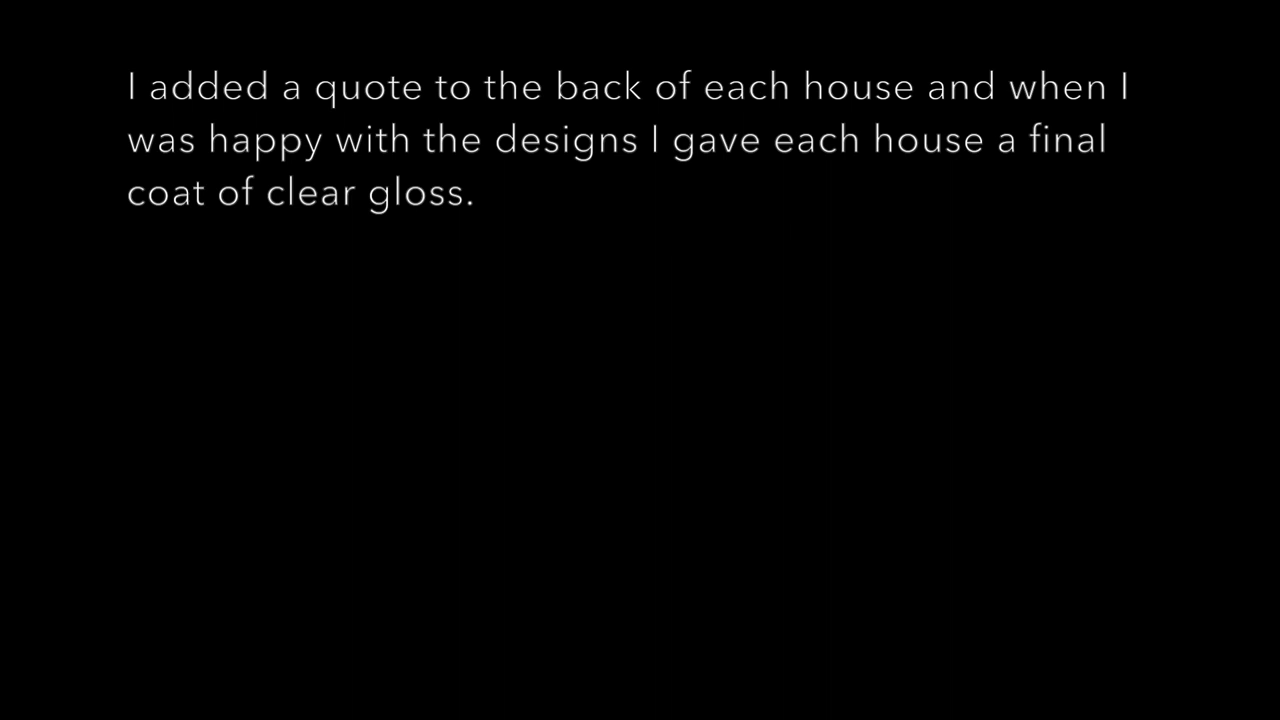 I added a quote to the back of each house and when I
was happy with the designs I gave each house a final
coat of clear gloss.